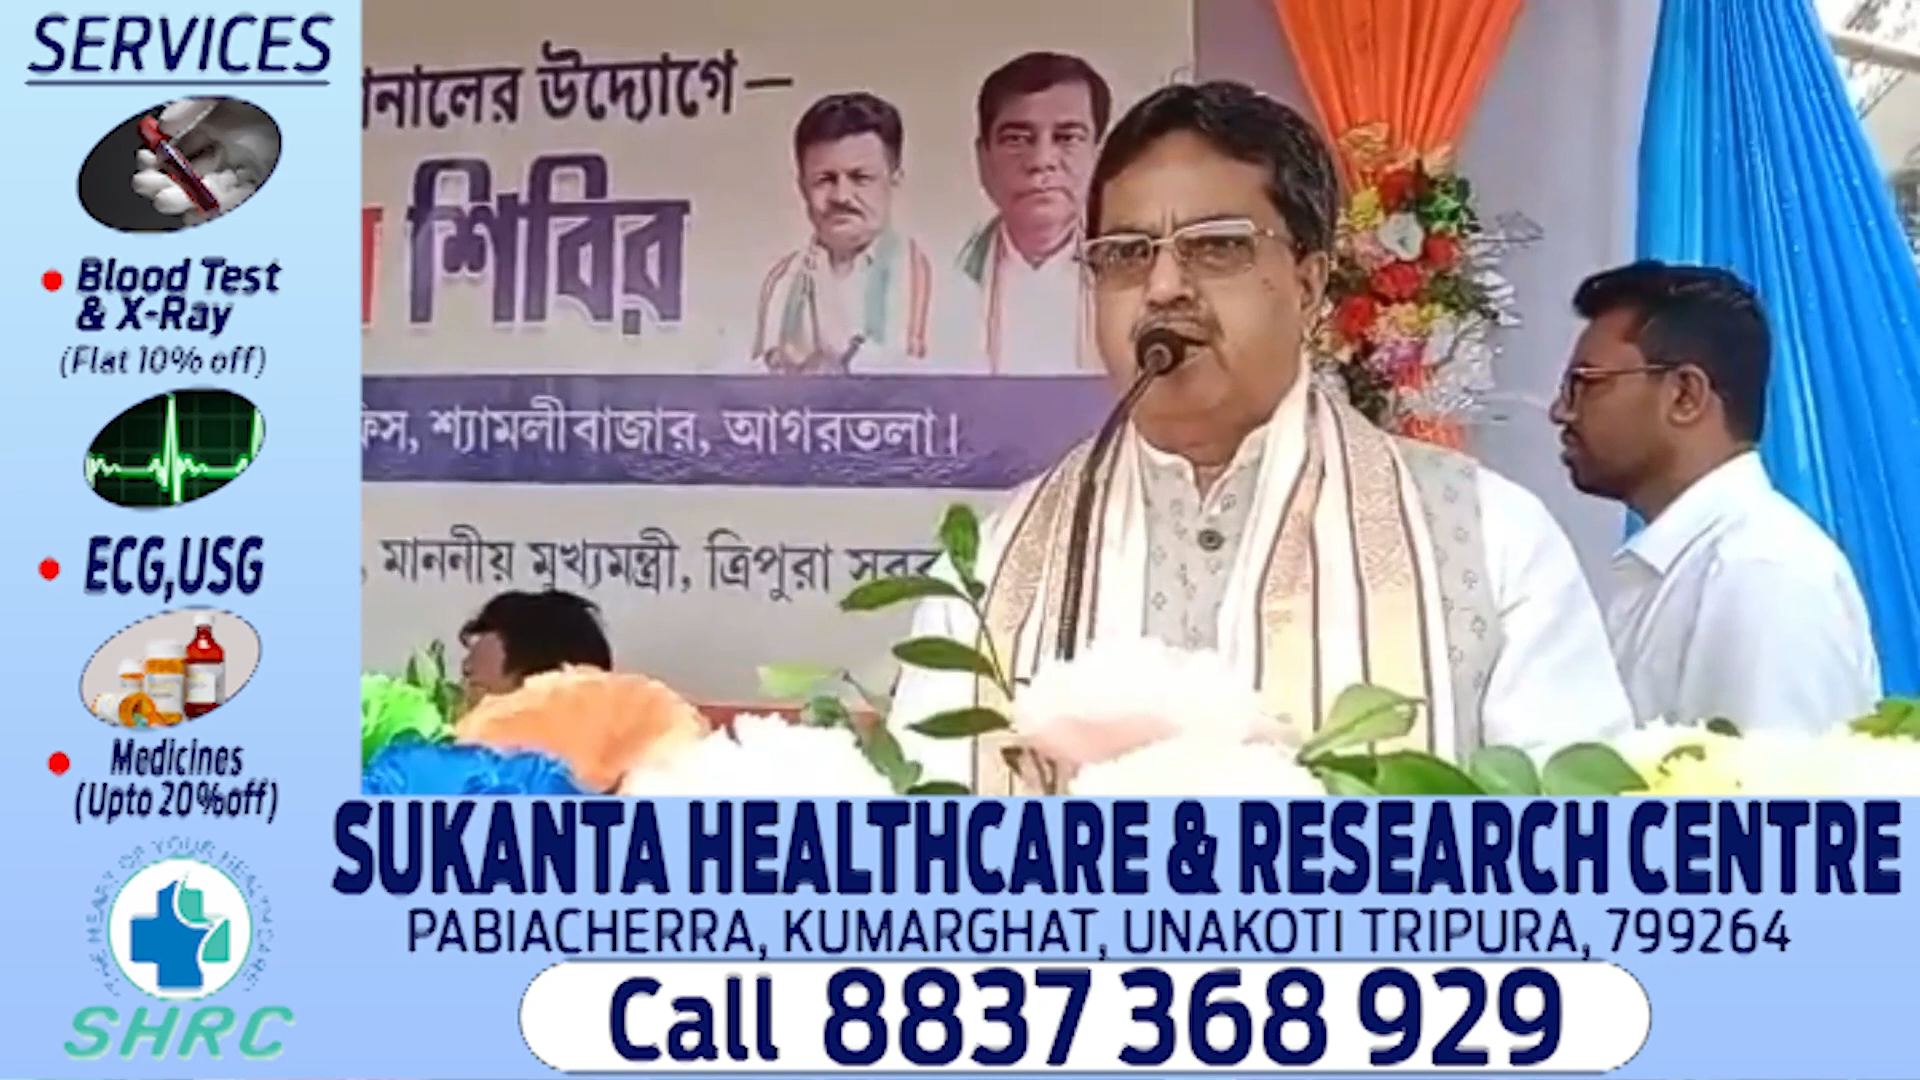 SERVICES
Blood Test
& X-Ray
(Flat 10% off)
ECG,USG
Medicines
(Upto 20%off)
SHRC
উদ্যোগে–
শিবির
শ্যামলীবাজার, আগরতলা।
মাননীয় মুখ্যমন্ত্রী, ত্রিপুরা
SUKANTA HEALTHCARE & RESEARCH CENTRE
PABIACHERRA, KUMARGHAT, UNAKOTI TRIPURA, 799264
Call 8837 368 929